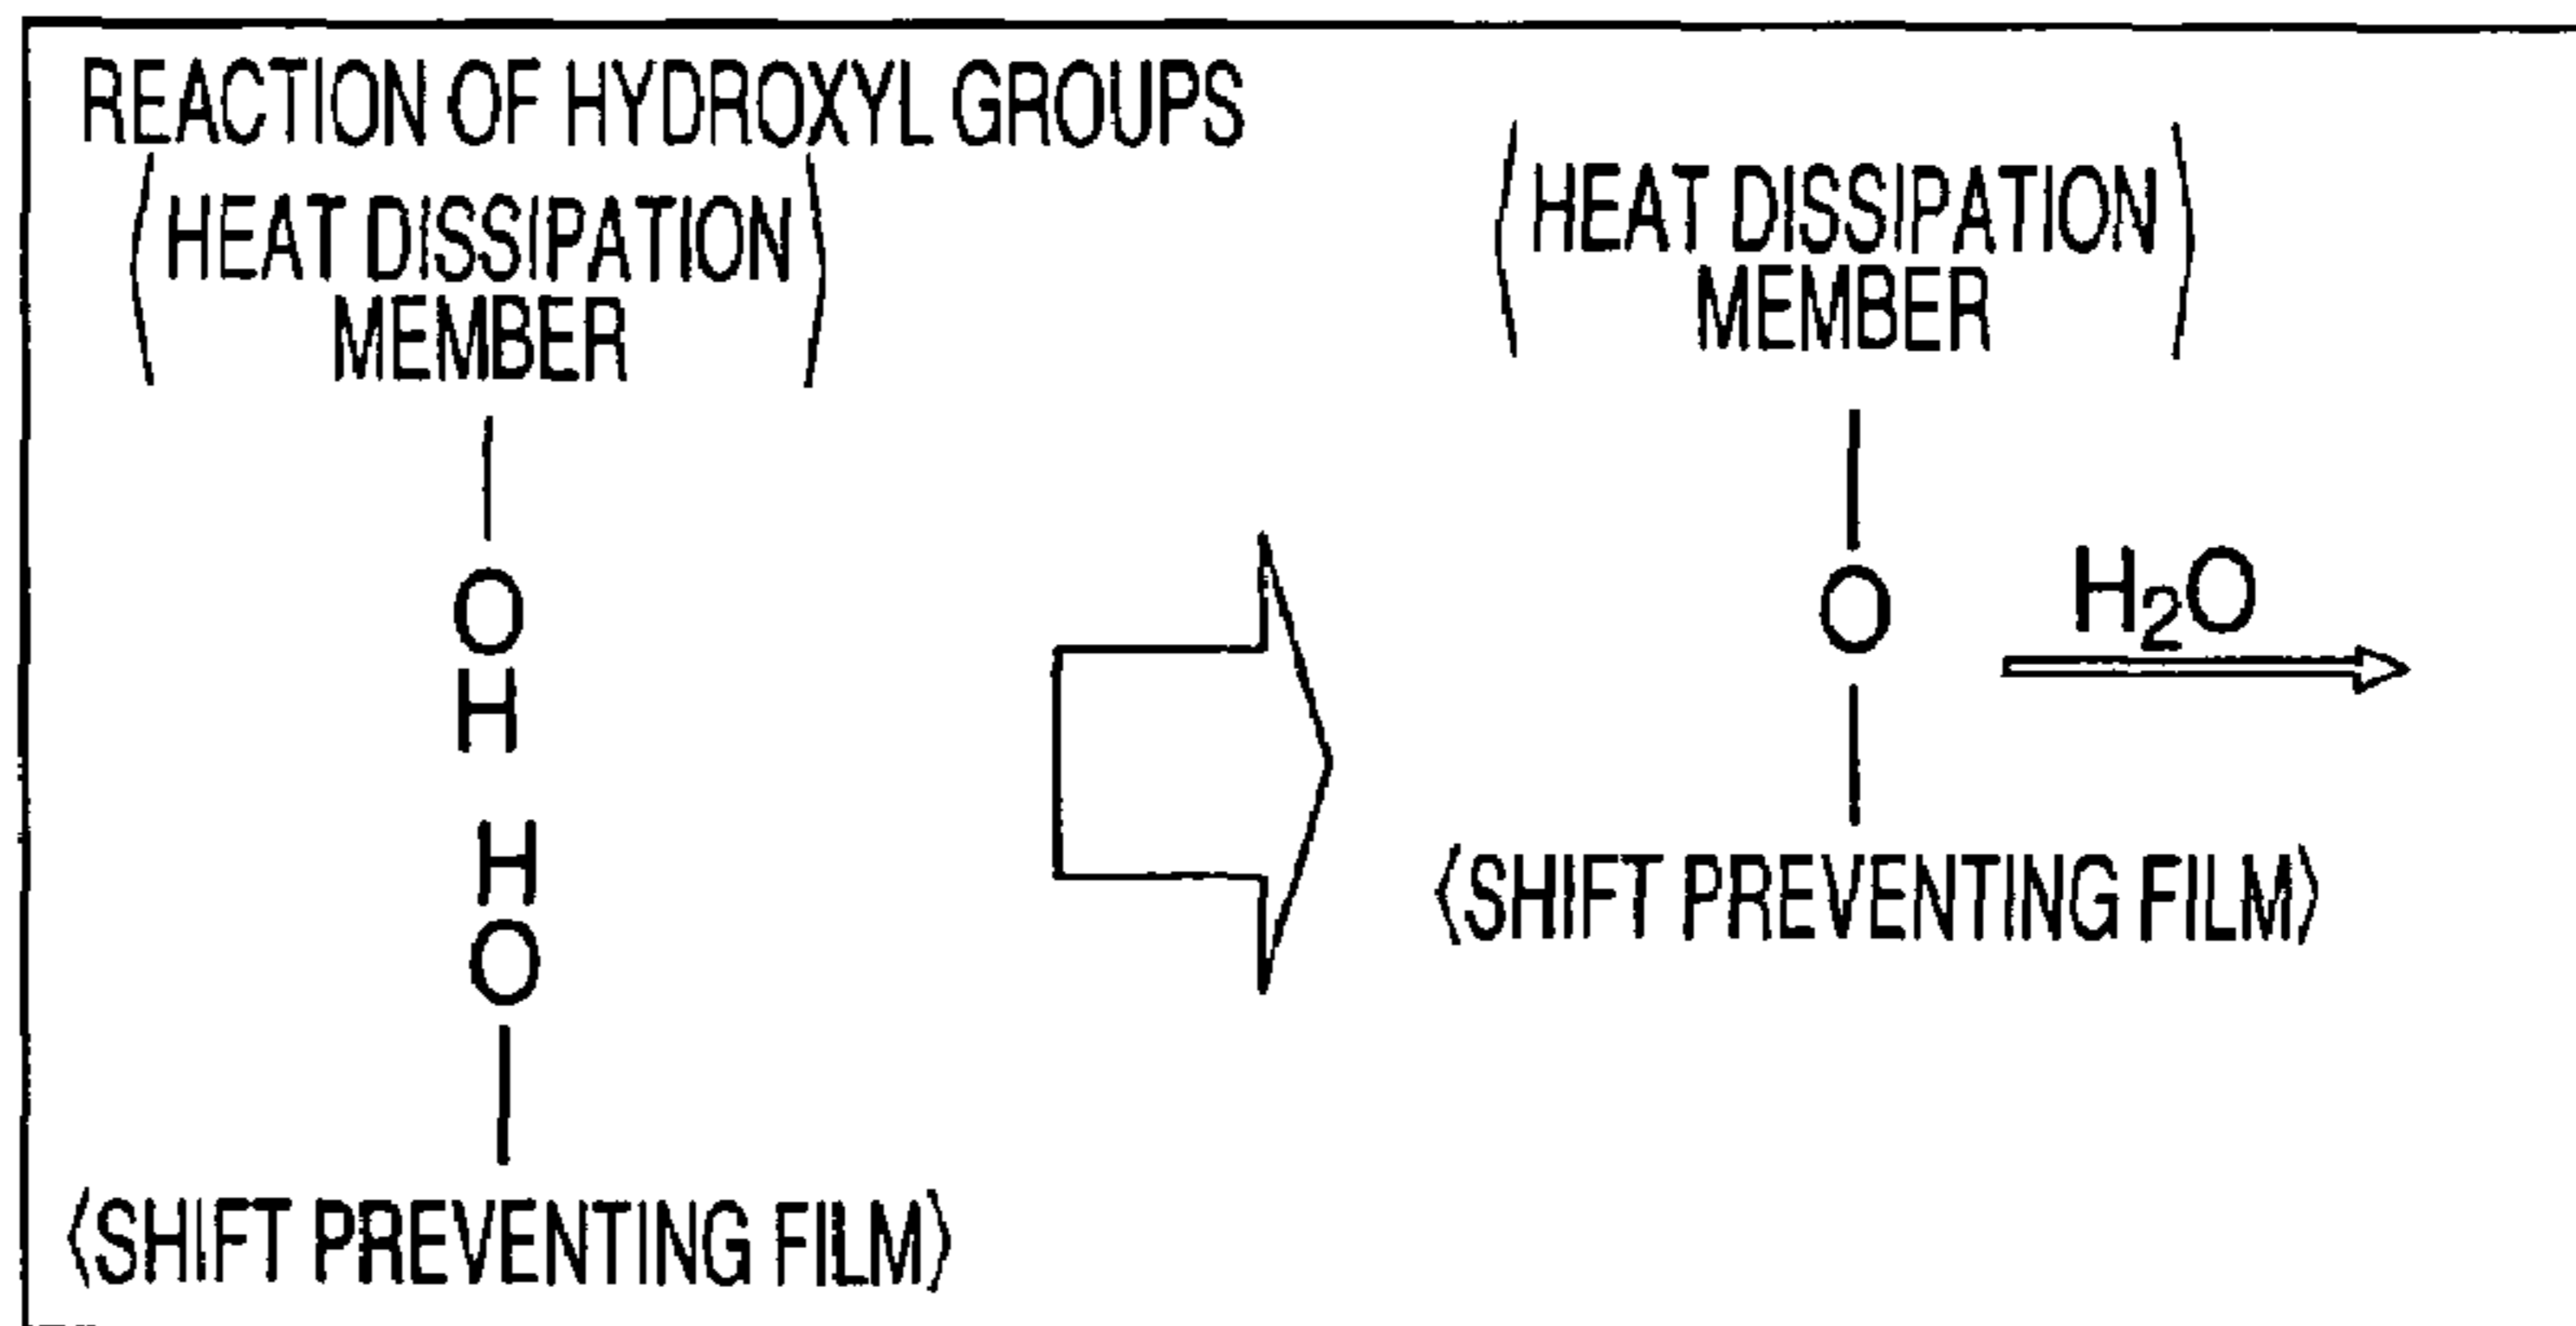 REACTION OF HYDROXYL GROUPS
⟨HEAT DISSIPATION
MEMBER⟩
O
H
H
O
⟨SHIFT PREVENTING FILM⟩
⟨HEAT DISSIPATION
MEMBER⟩
O
H₂O
⟨SHIFT PREVENTING FILM⟩